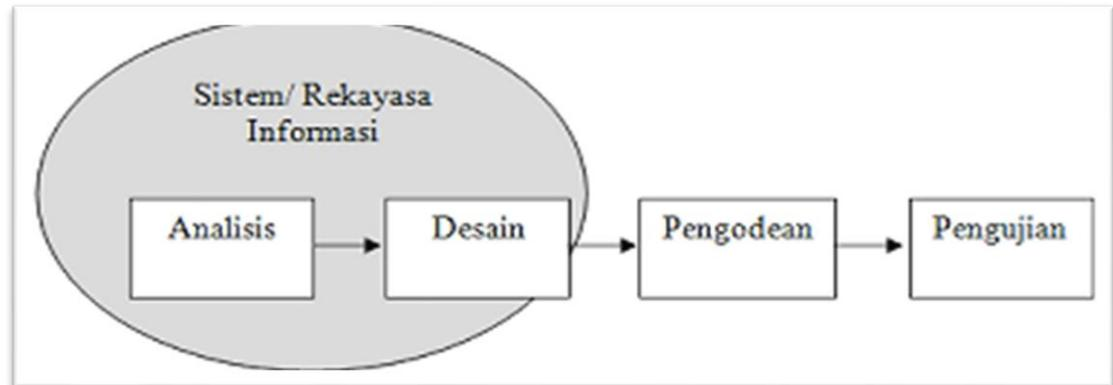 Sistem/ Rekayasa
Informasi
Analisis
Desain
Pengodean
Pengujian